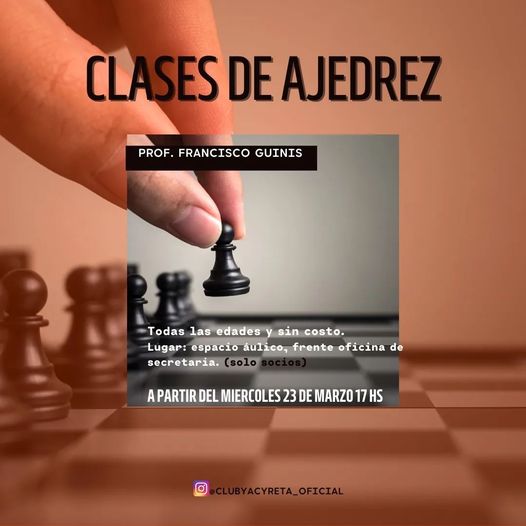 CLASES DE AJEDREZ
PROF. FRANCISCO GUINIS
Todas las edades y sin costo.
Lugar: espacio áulico, frente oficina de
secretaria. (solo socios)
A PARTIR DEL MIERCOLES 23 DE MARZO 17 HS
@CLUBYACYRETA_OFICIAL